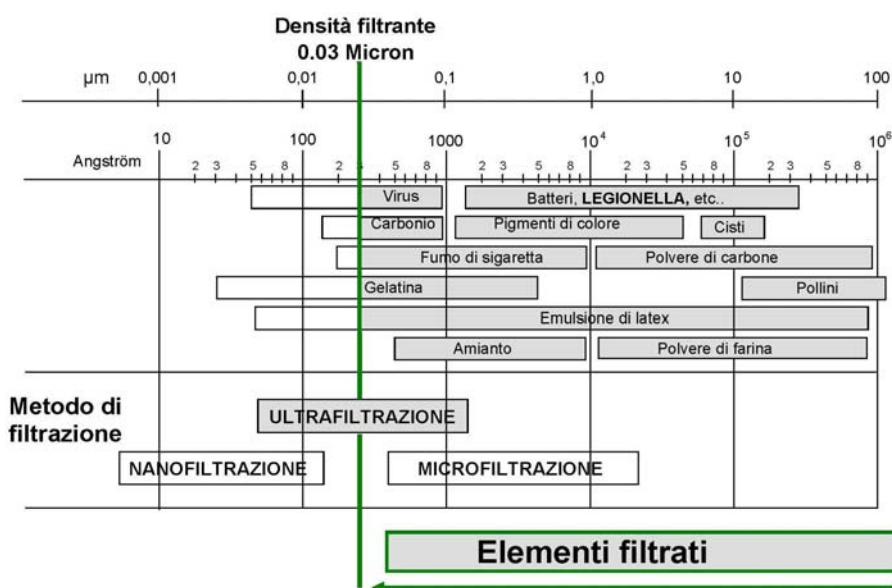 Densità filtrante
0.03 Micron
µm 0,001 0,01 0,1 1,0 10 100
10 100 1000 10⁴ 10⁵ 10⁶
Angström 2 3 5 8 2 5 8 2 3 5 8 2 3 5 8 2 3 5 8
Virus Batteri, LEGIONELLA, etc..
Carbonio Pigmenti di colore Cisti
Fumo di sigaretta Polvere di carbone
Gelatina Pollini
Emulsione di latex
Amianto Polvere di farina
Metodo di
filtrazione
ULTRAFILTRAZIONE
NANOFILTRAZIONE MICROFILTRAZIONE
Elementi filtrati